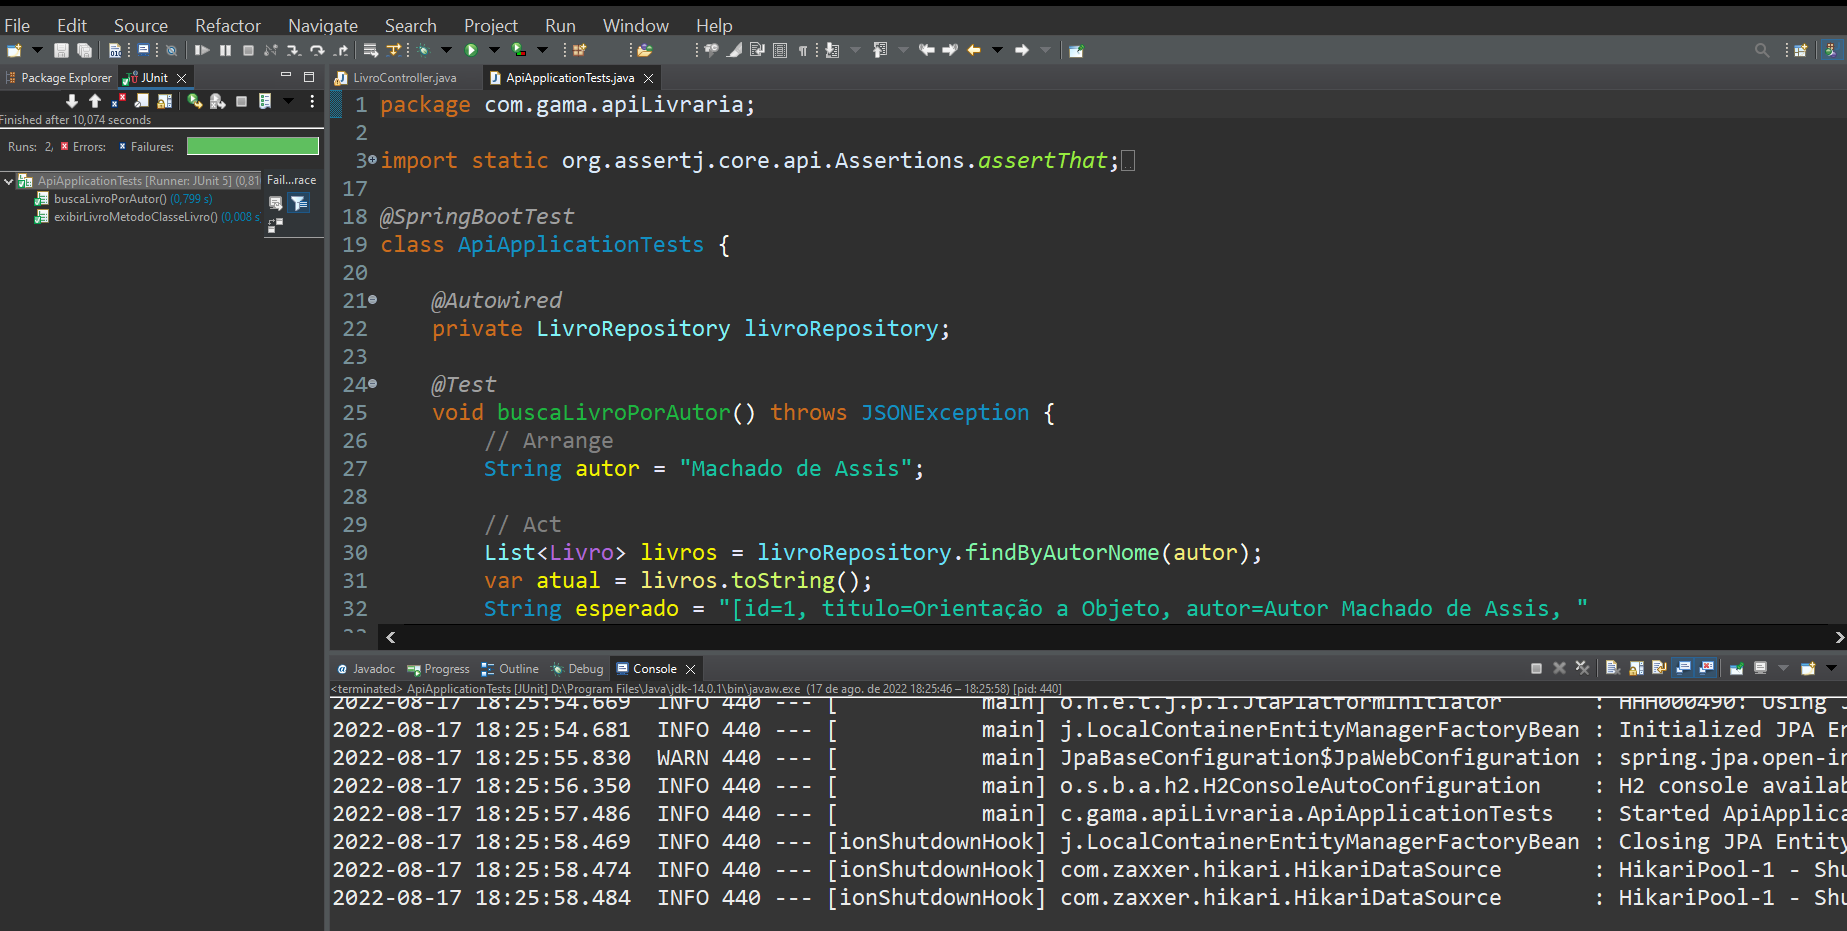 File Edit Source Refactor Navigate Search Project Run Window Help
Package Explorer JUnit
LivroController.java ApiApplicationTests.java
Finished after 10,074 seconds
Runs: 2, Errors: Failures:
ApiApplicationTests [Runner: JUnit 5] (0,81
buscaLivroPorAutor() (0,799 s)
exibirLivroMetodoClasseLivro() (0,008 s
Fail...race
1 package com.gama.apiLivraria;
2
3 import static org.assertj.core.api.Assertions.assertThat;
17
18 @SpringBootTest
19 class ApiApplicationTests {
20
21 @Autowired
22 private LivroRepository livroRepository;
23
24 @Test
25 void buscaLivroPorAutor() throws JSONException {
26 // Arrange
27 String autor = "Machado de Assis";
28
29 // Act
30 List<Livro> livros = livroRepository.findByAutorNome(autor);
31 var atual = livros.toString();
32 String esperado = "[id=1, titulo=Orientação a Objeto, autor=Autor Machado de Assis, "
Javadoc Progress Outline Debug Console
<terminated> ApiApplicationTests [JUnit] D:\Program Files\Java\jdk-14.0.1\bin\javaw.exe (17 de ago. de 2022 18:25:46 – 18:25:58) [pid: 440]
2022-08-17 18:25:54.669 INFO 440 --- [ main] o.h.e.t.j.p.i.JtaPlatformInitiator : HHH000490: Using J
2022-08-17 18:25:54.681 INFO 440 --- [ main] j.LocalContainerEntityManagerFactoryBean : Initialized JPA En
2022-08-17 18:25:55.830 WARN 440 --- [ main] JpaBaseConfiguration$JpaWebConfiguration : spring.jpa.open-in
2022-08-17 18:25:56.350 INFO 440 --- [ main] o.s.b.a.h2.H2ConsoleAutoConfiguration : H2 console availab
2022-08-17 18:25:57.486 INFO 440 --- [ main] c.gama.apiLivraria.ApiApplicationTests : Started ApiApplica
2022-08-17 18:25:58.469 INFO 440 --- [ionShutdownHook] j.LocalContainerEntityManagerFactoryBean : Closing JPA Entity
2022-08-17 18:25:58.474 INFO 440 --- [ionShutdownHook] com.zaxxer.hikari.HikariDataSource : HikariPool-1 - Shu
2022-08-17 18:25:58.484 INFO 440 --- [ionShutdownHook] com.zaxxer.hikari.HikariDataSource : HikariPool-1 - Shu